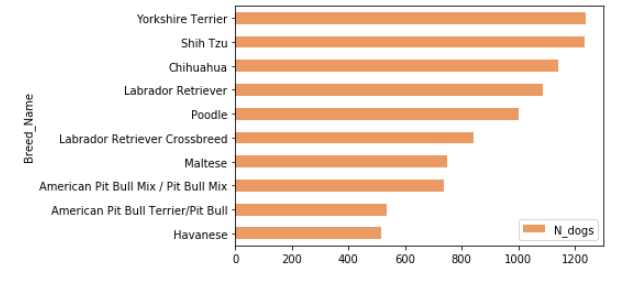 Yorkshire Terrier
Shih Tzu
Chihuahua
Labrador Retriever
Poodle
Labrador Retriever Crossbreed
Maltese
American Pit Bull Mix / Pit Bull Mix
American Pit Bull Terrier/Pit Bull
Havanese
Breed_Name
N_dogs
0 200 400 600 800 1000 1200